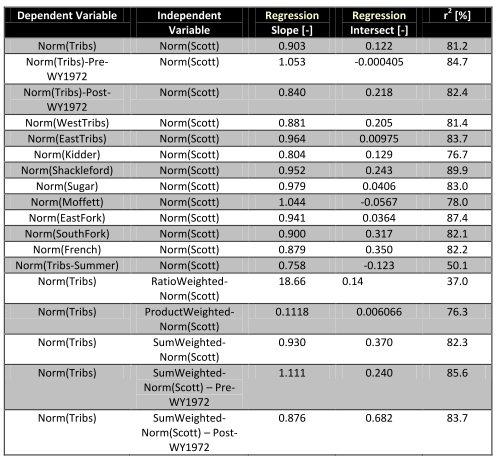 Dependent Variable Independent Variable Regression Slope [-] Regression Intersect [-] r² [%]
Norm(Tribs) Norm(Scott) 0.903 0.122 81.2
Norm(Tribs)-Pre-WY1972 Norm(Scott) 1.053 -0.000405 84.7
Norm(Tribs)-Post-WY1972 Norm(Scott) 0.840 0.218 82.4
Norm(WestTribs) Norm(Scott) 0.881 0.205 81.4
Norm(EastTribs) Norm(Scott) 0.964 0.00975 83.7
Norm(Kidder) Norm(Scott) 0.804 0.129 76.7
Norm(Shackleford) Norm(Scott) 0.952 0.243 89.9
Norm(Sugar) Norm(Scott) 0.979 0.0406 83.0
Norm(Moffett) Norm(Scott) 1.044 -0.0567 78.0
Norm(EastFork) Norm(Scott) 0.941 0.0364 87.4
Norm(SouthFork) Norm(Scott) 0.900 0.317 82.1
Norm(French) Norm(Scott) 0.879 0.350 82.2
Norm(Tribs-Summer) Norm(Scott) 0.758 -0.123 50.1
Norm(Tribs) RatioWeighted-Norm(Scott) 18.66 0.14 37.0
Norm(Tribs) ProductWeighted-Norm(Scott) 0.1118 0.006066 76.3
Norm(Tribs) SumWeighted-Norm(Scott) 0.930 0.370 82.3
Norm(Tribs) SumWeighted-Norm(Scott) – Pre-WY1972 1.111 0.240 85.6
Norm(Tribs) SumWeighted-Norm(Scott) – Post-WY1972 0.876 0.682 83.7